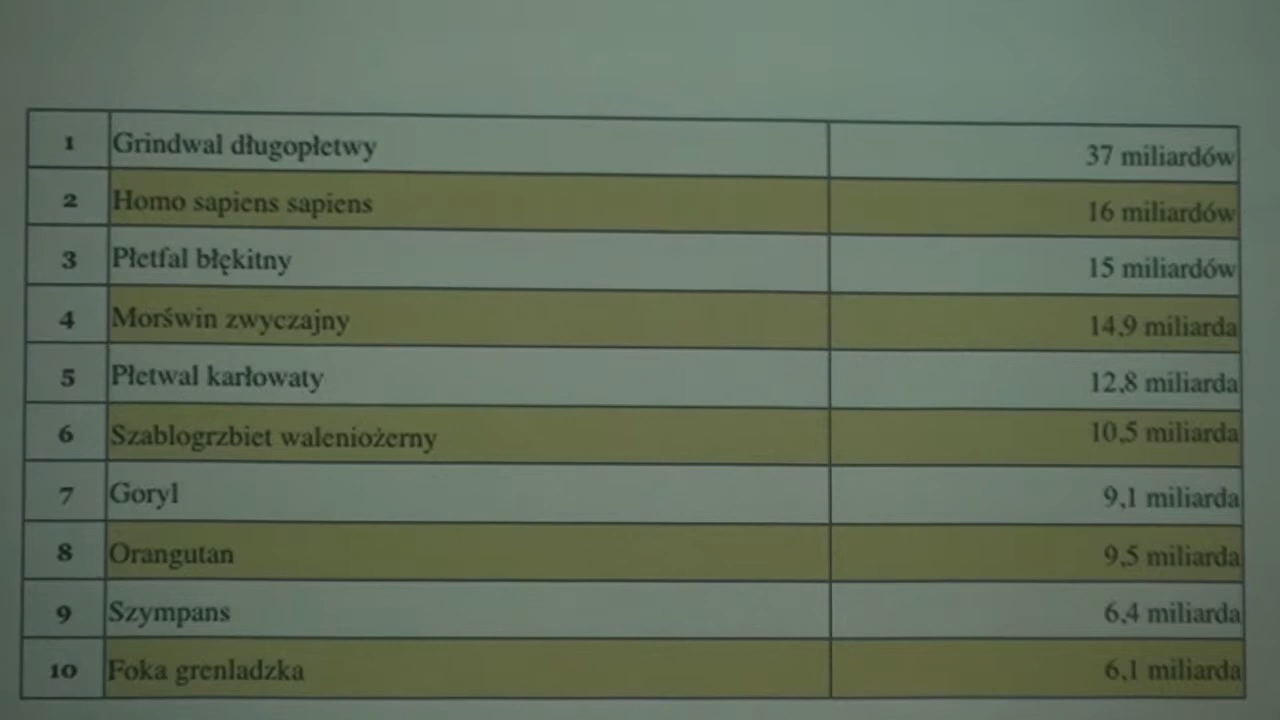 1 Grindwal długopłetwy 37 miliardów
2 Homo sapiens sapiens 16 miliardów
3 Płetfal błękitny 15 miliardów
4 Morświn zwyczajny 14,9 miliarda
5 Płetwal karłowaty 12,8 miliarda
6 Szablogrzbiet waleniożerny 10,5 miliarda
7 Goryl 9,1 miliarda
8 Orangutan 9,5 miliarda
9 Szympans 6,4 miliarda
10 Foka grenladzka 6,1 miliarda